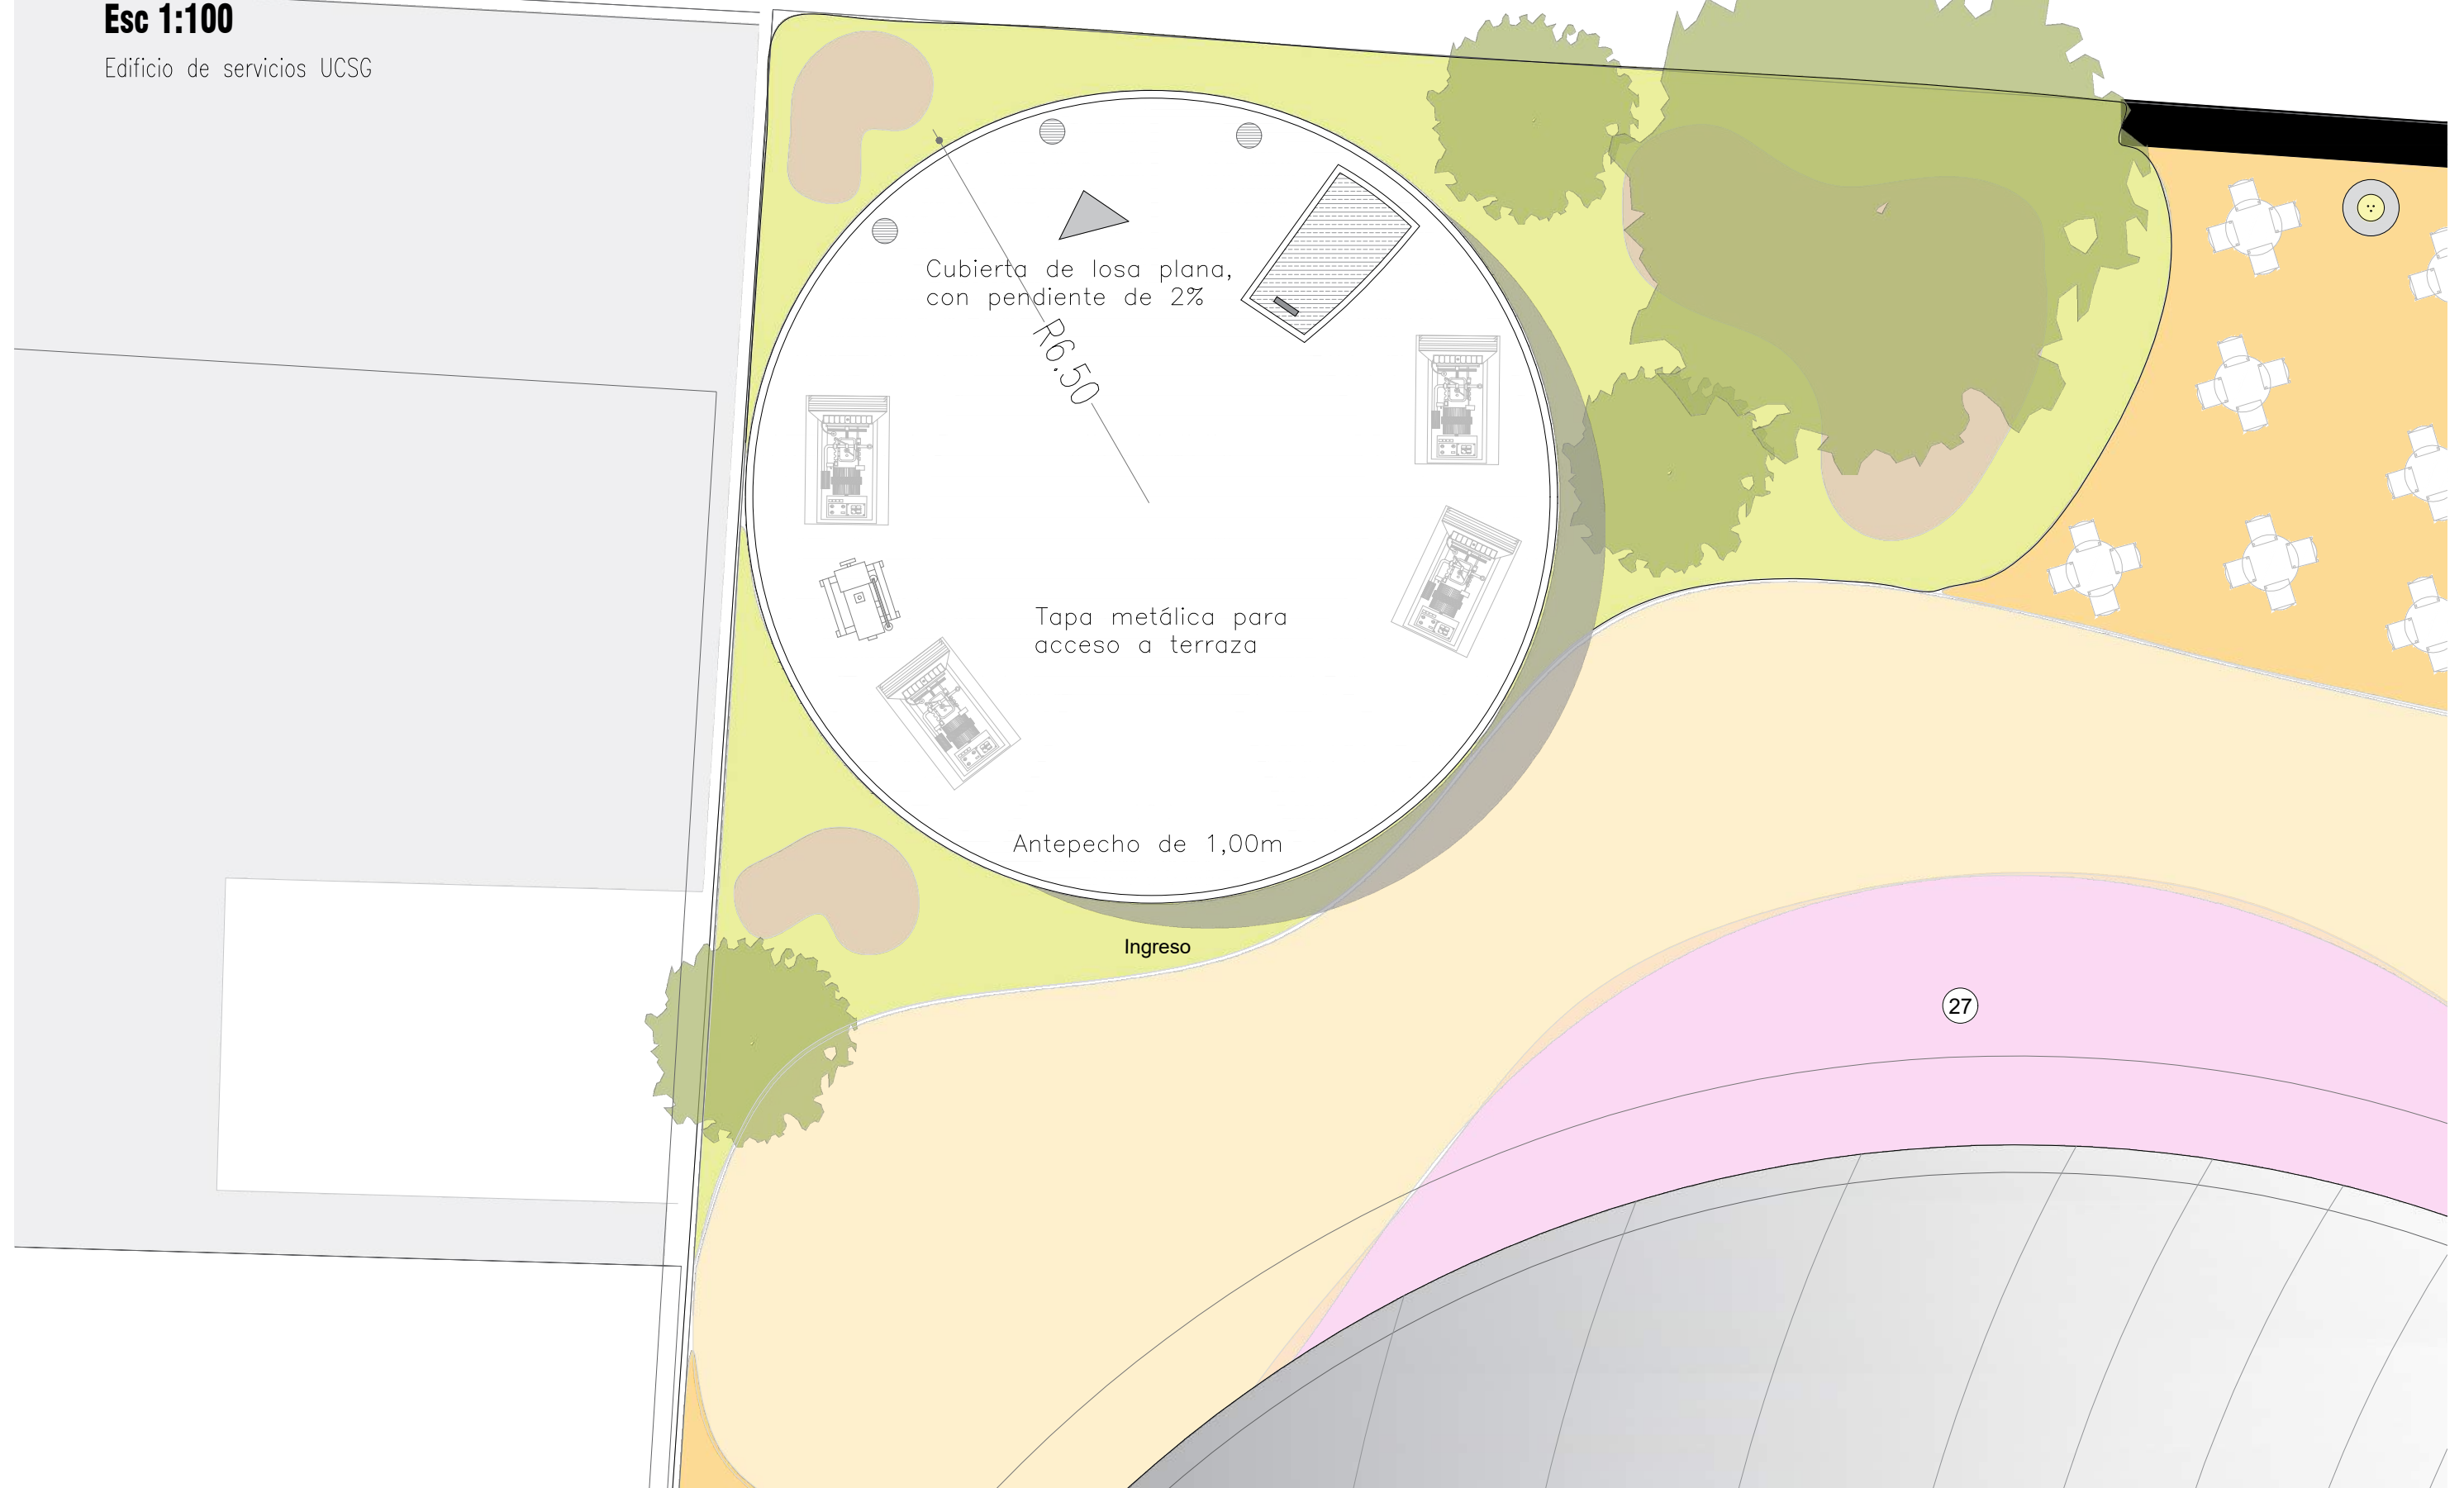 Esc 1:100
Edificio de servicios UCSG
Cubierta de losa plana,
con pendiente de 2%
R6.50
Tapa metálica para
acceso a terraza
Antepecho de 1,00m
Ingreso
27